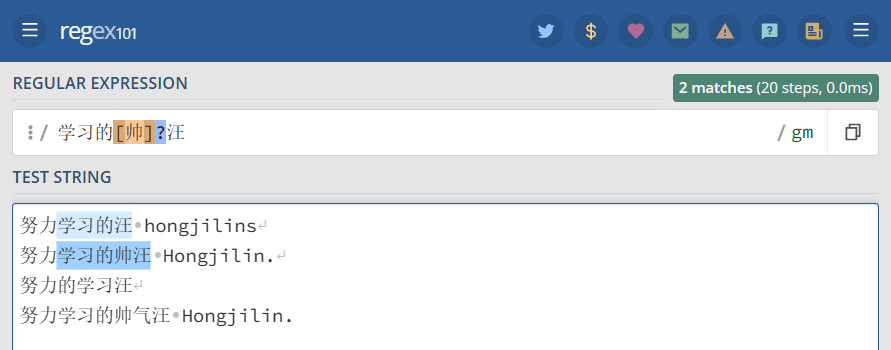 regex101
REGULAR EXPRESSION
2 matches (20 steps, 0.0ms)
/ 学习的[帅]?汪 / gm
TEST STRING
努力学习的汪 hongjilins
努力学习的帅汪 Hongjilin.
努力的学习汪
努力学习的帅气汪 Hongjilin.